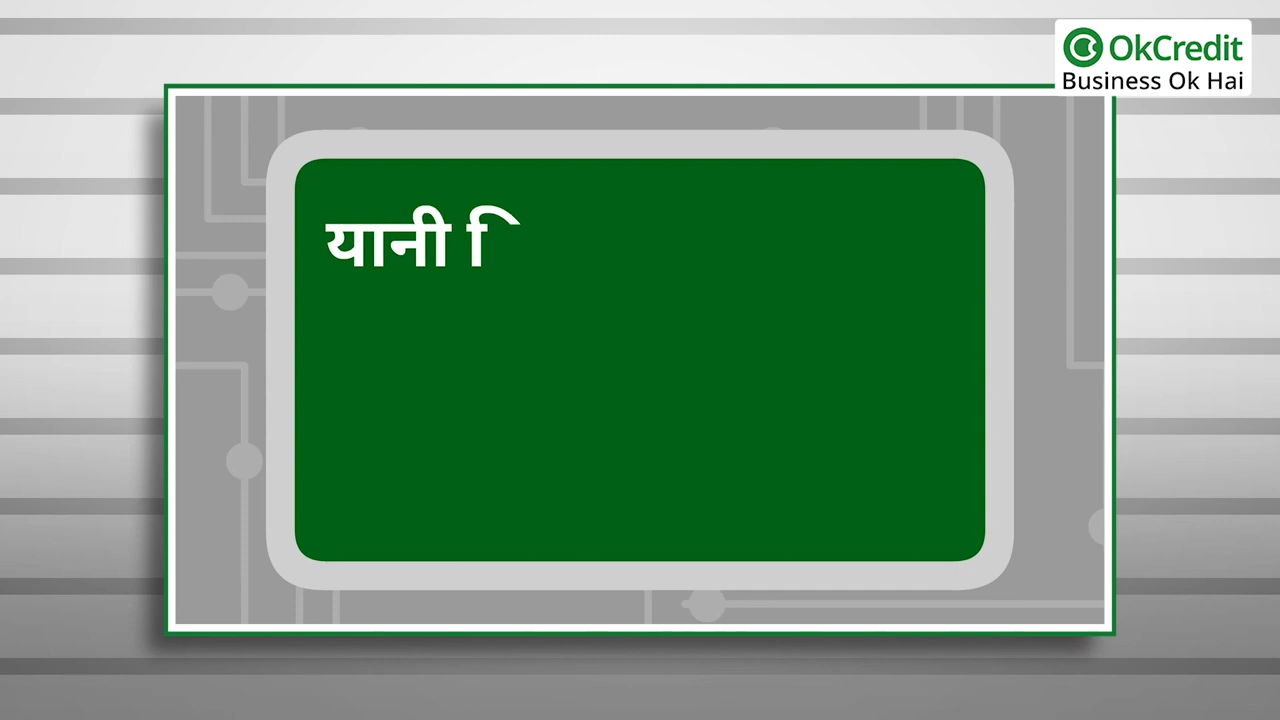 OkCredit
Business Ok Hai
यानी ि